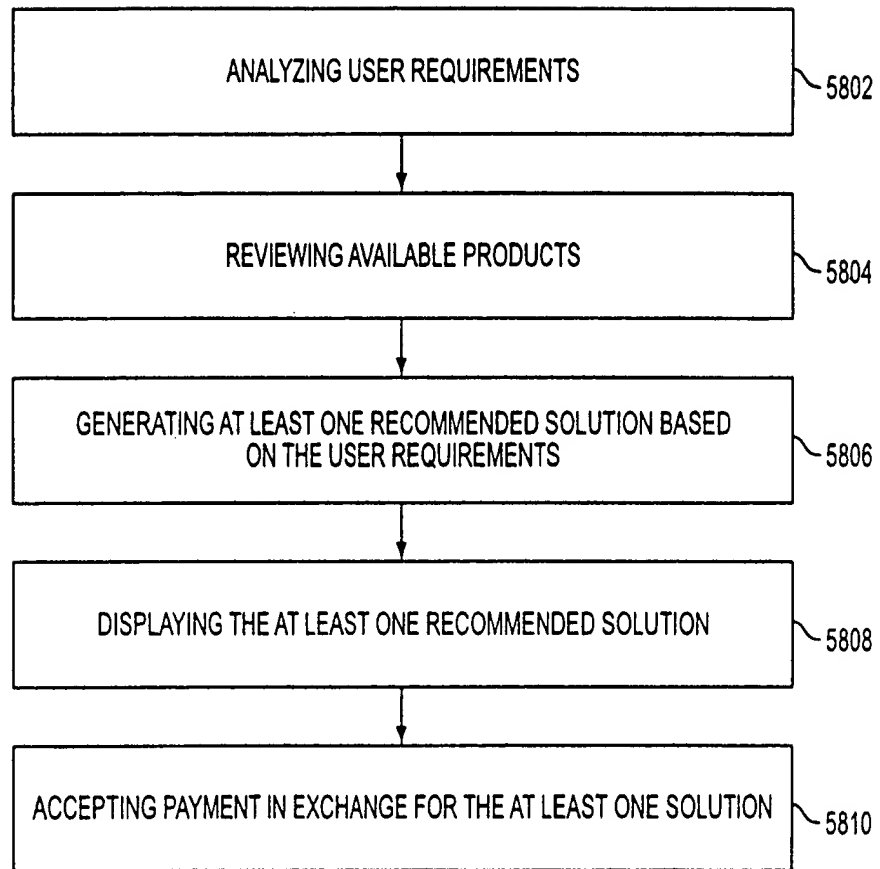 ANALYZING USER REQUIREMENTS
5802
REVIEWING AVAILABLE PRODUCTS
5804
GENERATING AT LEAST ONE RECOMMENDED SOLUTION BASED
ON THE USER REQUIREMENTS
5806
DISPLAYING THE AT LEAST ONE RECOMMENDED SOLUTION
5808
ACCEPTING PAYMENT IN EXCHANGE FOR THE AT LEAST ONE SOLUTION
5810